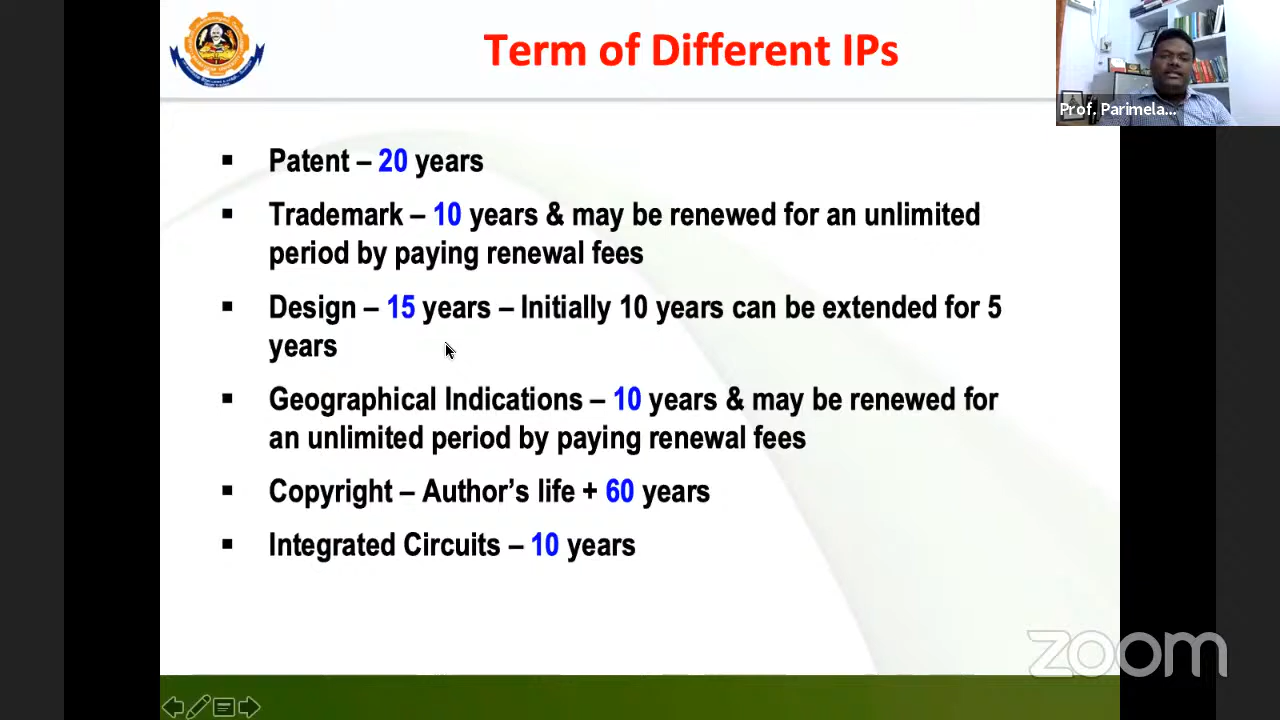 Term of Different IPs
Prof. Parimela...
▪ Patent – 20 years
▪ Trademark – 10 years & may be renewed for an unlimited
period by paying renewal fees
▪ Design – 15 years – Initially 10 years can be extended for 5
years
▪ Geographical Indications – 10 years & may be renewed for
an unlimited period by paying renewal fees
▪ Copyright – Author's life + 60 years
▪ Integrated Circuits – 10 years
zoom